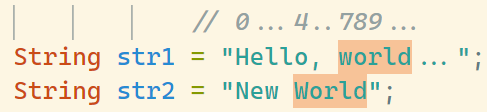 // 0...4..789...
String str1 = "Hello, world...";
String str2 = "New World";